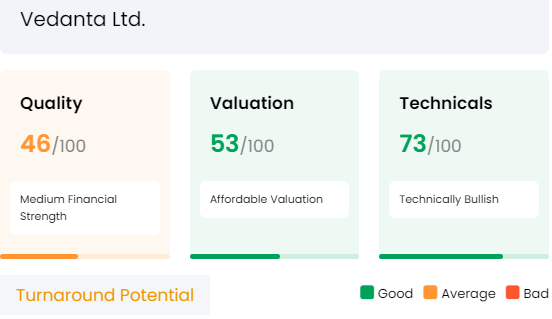 Vedanta Ltd.
Quality
46/100
Medium Financial
Strength
Valuation
53/100
Affordable Valuation
Technicals
73/100
Technically Bullish
Turnaround Potential
Good Average Bad